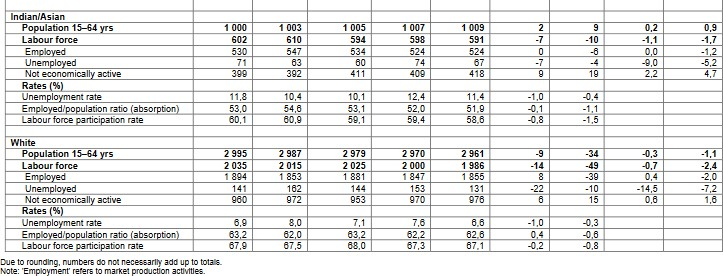 Indian/Asian
Population 15–64 yrs 1 000 1 003 1 005 1 007 1 009 2 9 0,2 0,9
Labour force 602 610 594 598 591 -7 -10 -1,1 -1,7
Employed 530 547 534 524 524 0 -6 0,0 -1,2
Unemployed 71 63 60 74 67 -7 -4 -9,0 -5,2
Not economically active 399 392 411 409 418 9 19 2,2 4,7
Rates (%)
Unemployment rate 11,8 10,4 10,1 12,4 11,4 -1,0 -0,4
Employed/population ratio (absorption) 53,0 54,6 53,1 52,0 51,9 -0,1 -1,1
Labour force participation rate 60,1 60,9 59,1 59,4 58,6 -0,8 -1,5
White
Population 15–64 yrs 2 995 2 987 2 979 2 970 2 961 -9 -34 -0,3 -1,1
Labour force 2 035 2 015 2 025 2 000 1 986 -14 -49 -0,7 -2,4
Employed 1 894 1 853 1 881 1 847 1 855 8 -39 0,4 -2,0
Unemployed 141 162 144 153 131 -22 -10 -14,5 -7,2
Not economically active 960 972 953 970 976 6 15 0,6 1,6
Rates (%)
Unemployment rate 6,9 8,0 7,1 7,6 6,6 -1,0 -0,3
Employed/population ratio (absorption) 63,2 62,0 63,2 62,2 62,6 0,4 -0,6
Labour force participation rate 67,9 67,5 68,0 67,3 67,1 -0,2 -0,8
Due to rounding, numbers do not necessarily add up to totals.
Note: 'Employment' refers to market production activities.